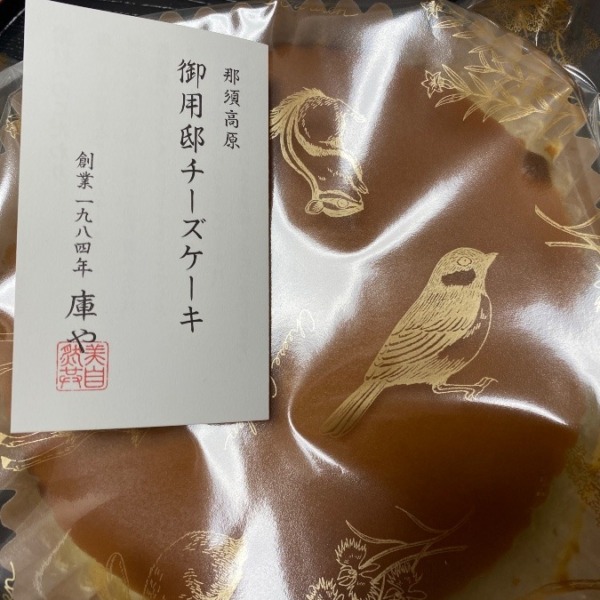 那須高原
御用邸チーズケーキ
創業一九八四年 庫や
Cheese